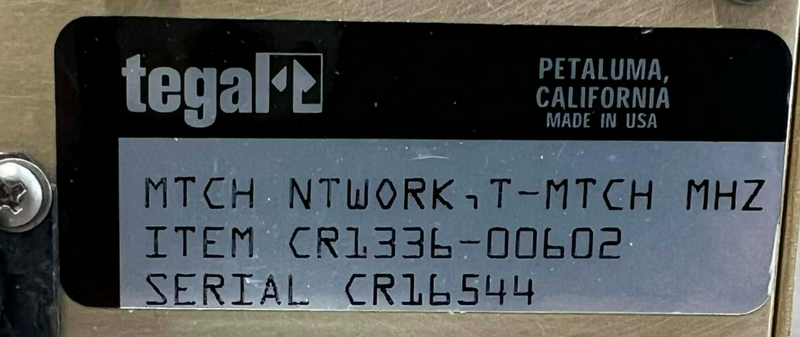 tegal
PETALUMA,
CALIFORNIA
MADE IN USA
MTCH NTWORK,T-MTCH MHZ
ITEM CR1336-00602
SERIAL CR16544